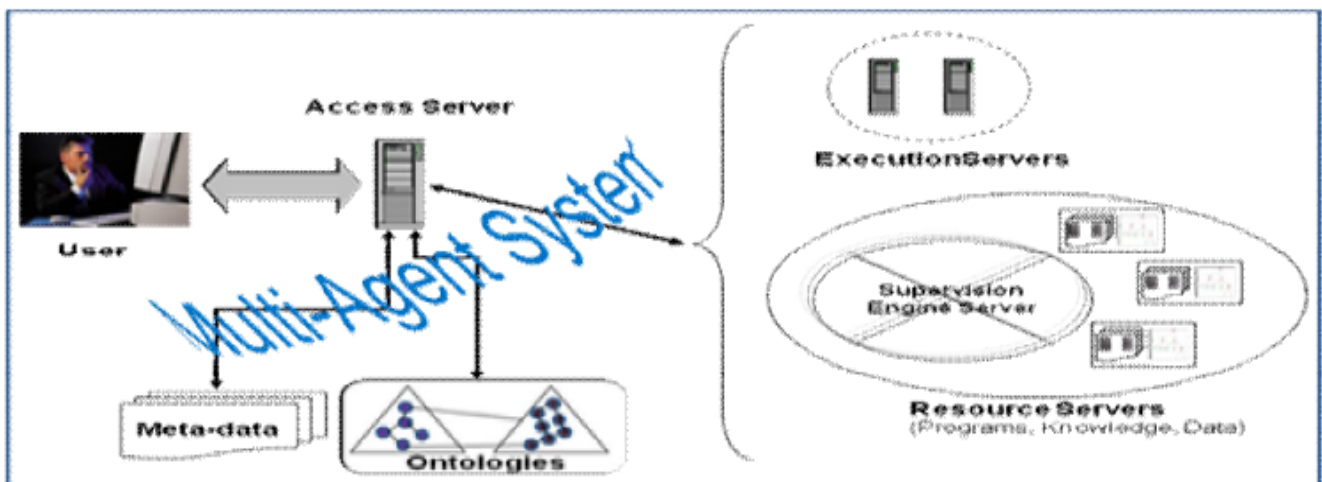 Access Server
User
Multi-Agent System
Meta-data
Ontologies
ExecutionServers
Supervision
Engine Server
Resource Servers
(Programs, Knowledge, Data)